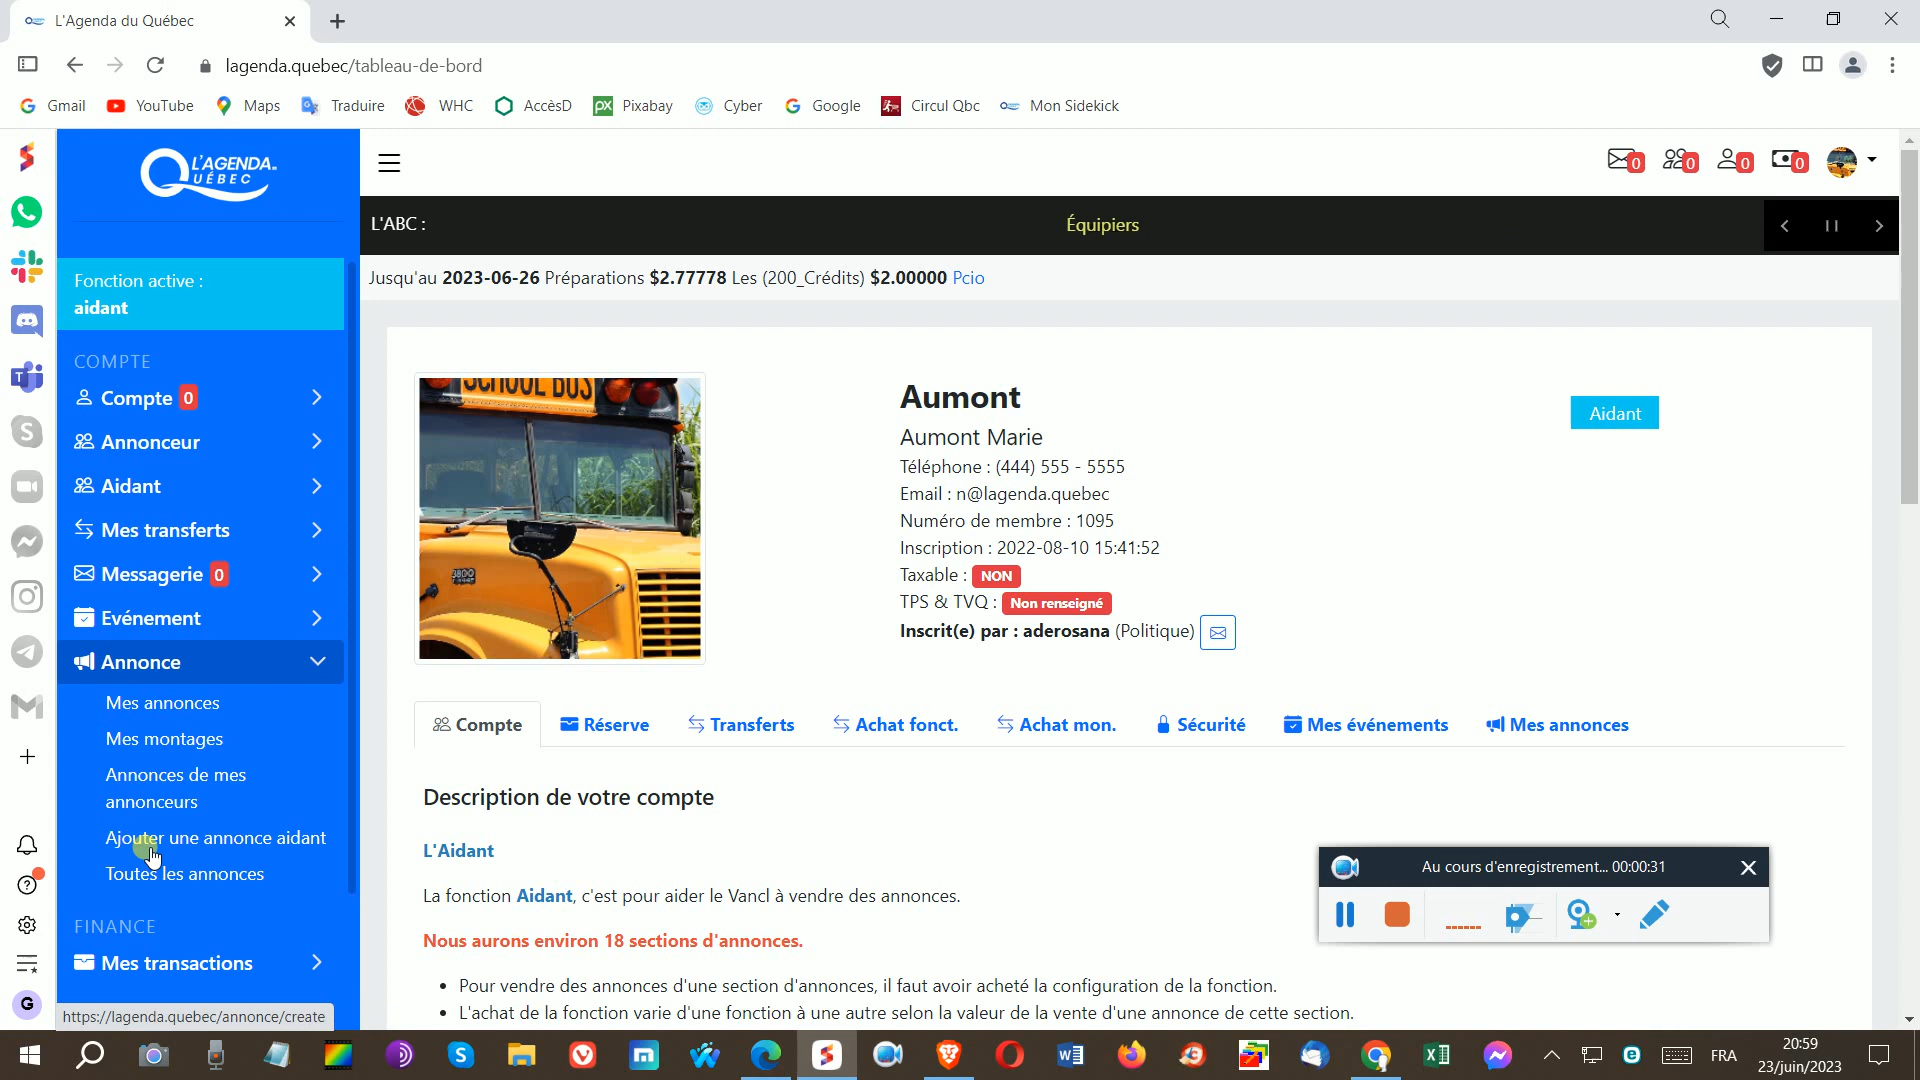 L'Agenda du Québec
lagenda.quebec/tableau-de-bord
Gmail YouTube Maps Traduire WHC AccèsD Pixabay Cyber Google Circul Qbc Mon Sidekick
L'AGENDA
QUÉBEC
0 0 0 0
L'ABC :
Équipiers
Jusqu'au 2023-06-26 Préparations $2.77778 Les (200_Crédits) $2.00000 Pcio
Fonction active :
aidant
COMPTE
Compte 0
Annonceur
Aidant
Mes transferts
Messagerie 0
Evénement
Annonce
Mes annonces
Mes montages
Annonces de mes
annonceurs
Ajouter une annonce aidant
Toutes les annonces
FINANCE
Mes transactions
https://lagenda.quebec/annonce/create
SCHOOL BUS
3800
Aumont
Aidant
Aumont Marie
Téléphone : (444) 555 - 5555
Email : n@lagenda.quebec
Numéro de membre : 1095
Inscription : 2022-08-10 15:41:52
Taxable : NON
TPS & TVQ : Non renseigné
Inscrit(e) par : aderosana (Politique)
Compte Réserve Transferts Achat fonct. Achat mon. Sécurité Mes événements Mes annonces
Description de votre compte
L'Aidant
La fonction Aidant, c'est pour aider le Vancl à vendre des annonces.
Nous aurons environ 18 sections d'annonces.
• Pour vendre des annonces d'une section d'annonces, il faut avoir acheté la configuration de la fonction.
• L'achat de la fonction varie d'une fonction à une autre selon la valeur de la vente d'une annonce de cette section.
Au cours d'enregistrement... 00:00:31
G
FRA
20:59
23/juin/2023